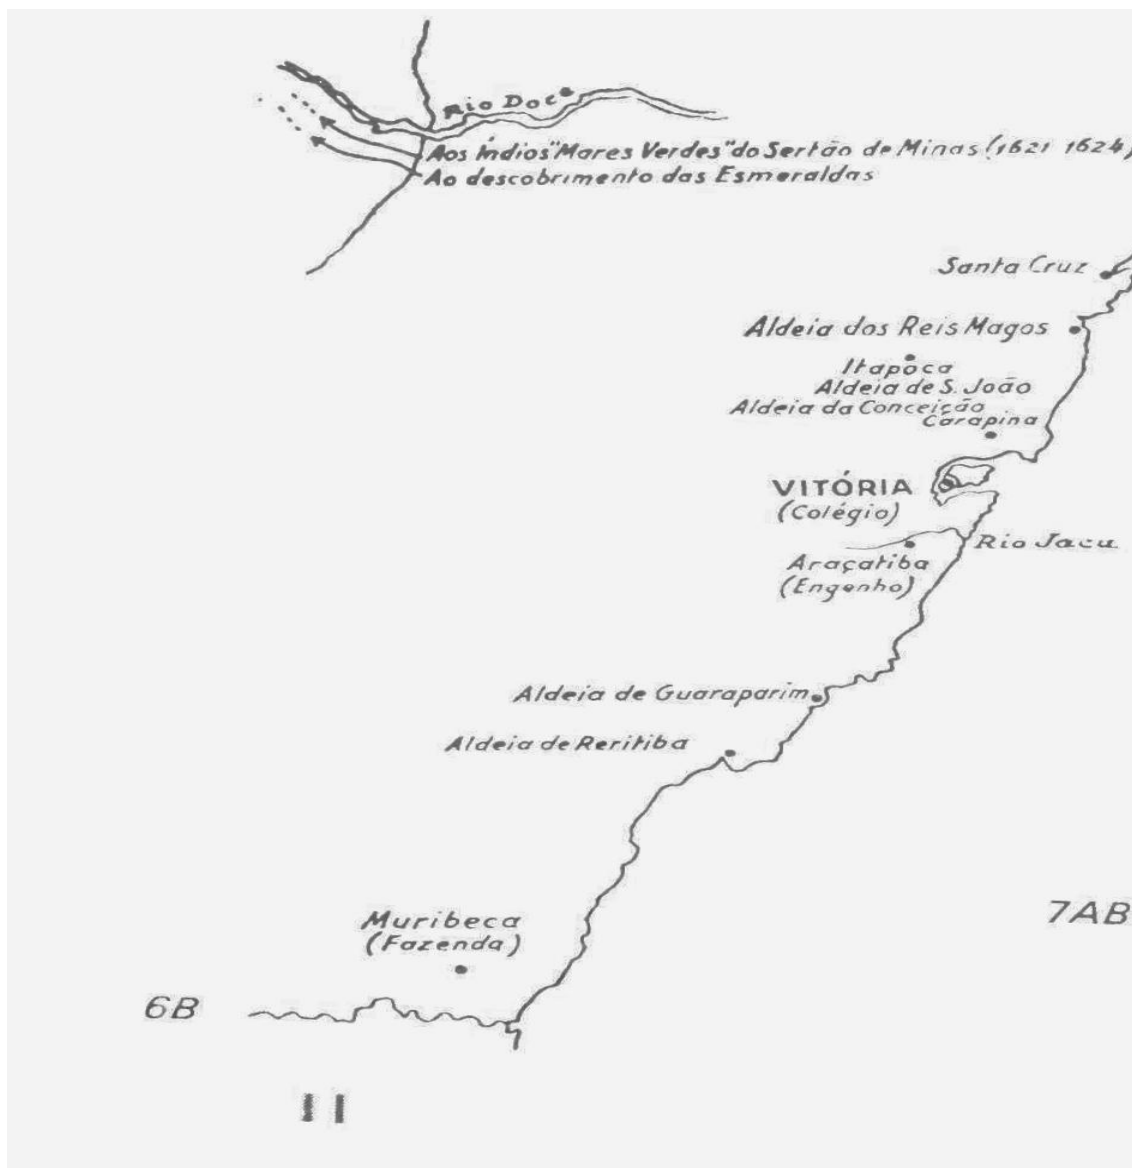 Rio Doce
Aos Índios "Mares Verdes" do Sertão de Minas (1621 1624)
Ao descobrimento das Esmeraldas
Santa Cruz
Aldeia dos Reis Magos
Itapoca
Aldeia de S. João
Aldeia da Conceição
Carapina
VITÓRIA
(Colégio)
Rio Jacu
Araçatiba
(Engenho)
Aldeia de Guaraparim
Aldeia de Reritiba
7AB
Muribeca
(Fazenda)
6B
II